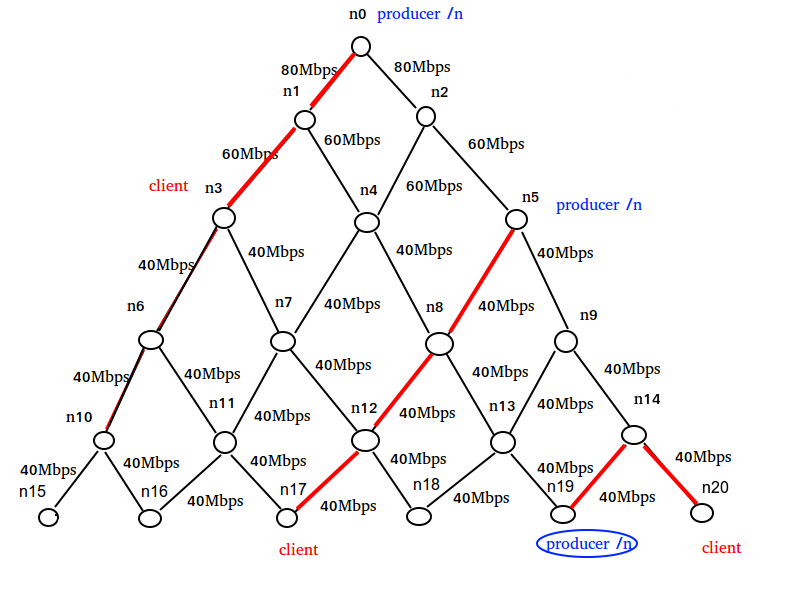 n0 producer /n
80Mbps 80Mbps
n1 n2
60Mbps 60Mbps 60Mbps
client n3 n4 60Mbps n5 producer /n
40Mbps 40Mbps 40Mbps 40Mbps
n6 n7 40Mbps n8 40Mbps n9
40Mbps 40Mbps 40Mbps 40Mbps 40Mbps
n10 n11 40Mbps n12 40Mbps n13 40Mbps n14
40Mbps 40Mbps 40Mbps 40Mbps 40Mbps 40Mbps
n15 n16 40Mbps n17 40Mbps n18 40Mbps n19 40Mbps n20
client producer /n client